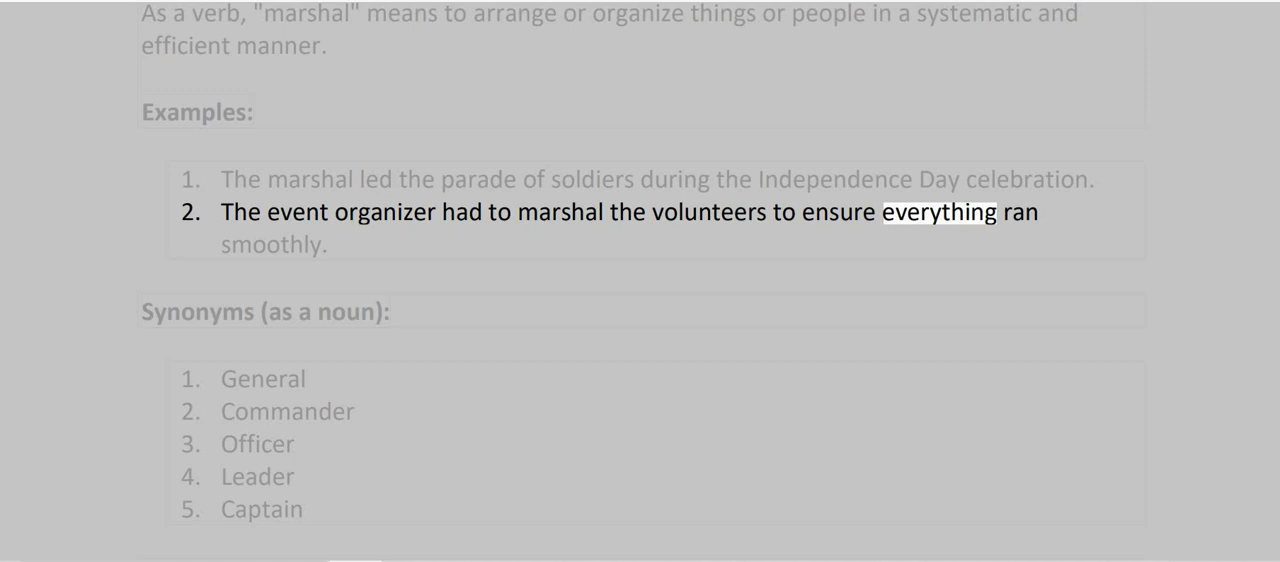 As a verb, "marshal" means to arrange or organize things or people in a systematic and
efficient manner.
Examples:
1. The marshal led the parade of soldiers during the Independence Day celebration.
2. The event organizer had to marshal the volunteers to ensure everything ran
smoothly.
Synonyms (as a noun):
1. General
2. Commander
3. Officer
4. Leader
5. Captain